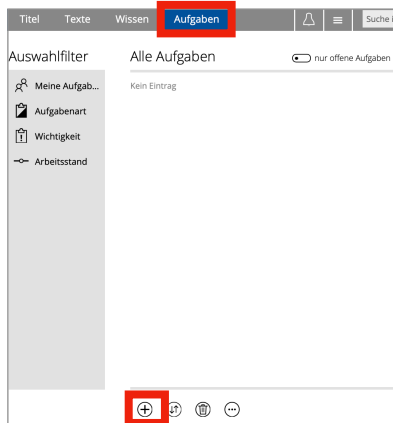 Titel Texte Wissen Aufgaben Suche
Auswahlfilter
Alle Aufgaben
nur offene Aufgaben
Meine Aufgab...
Kein Eintrag
Aufgabenart
Wichtigkeit
Arbeitsstand